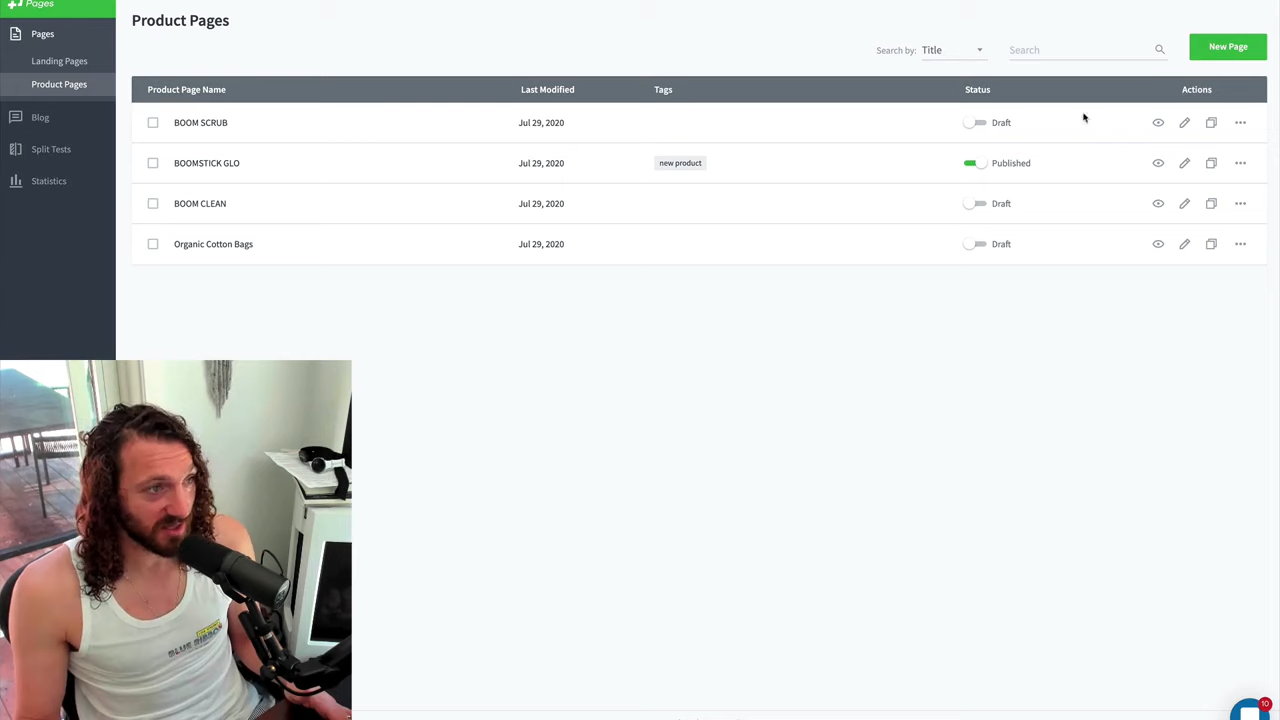 Pages
Product Pages
Pages
Landing Pages
Product Pages
Blog
Split Tests
Statistics
Search by: Title Search New Page
Product Page Name Last Modified Tags Status Actions
BOOM SCRUB Jul 29, 2020 Draft
BOOMSTICK GLO Jul 29, 2020 new product Published
BOOM CLEAN Jul 29, 2020 Draft
Organic Cotton Bags Jul 29, 2020 Draft
10